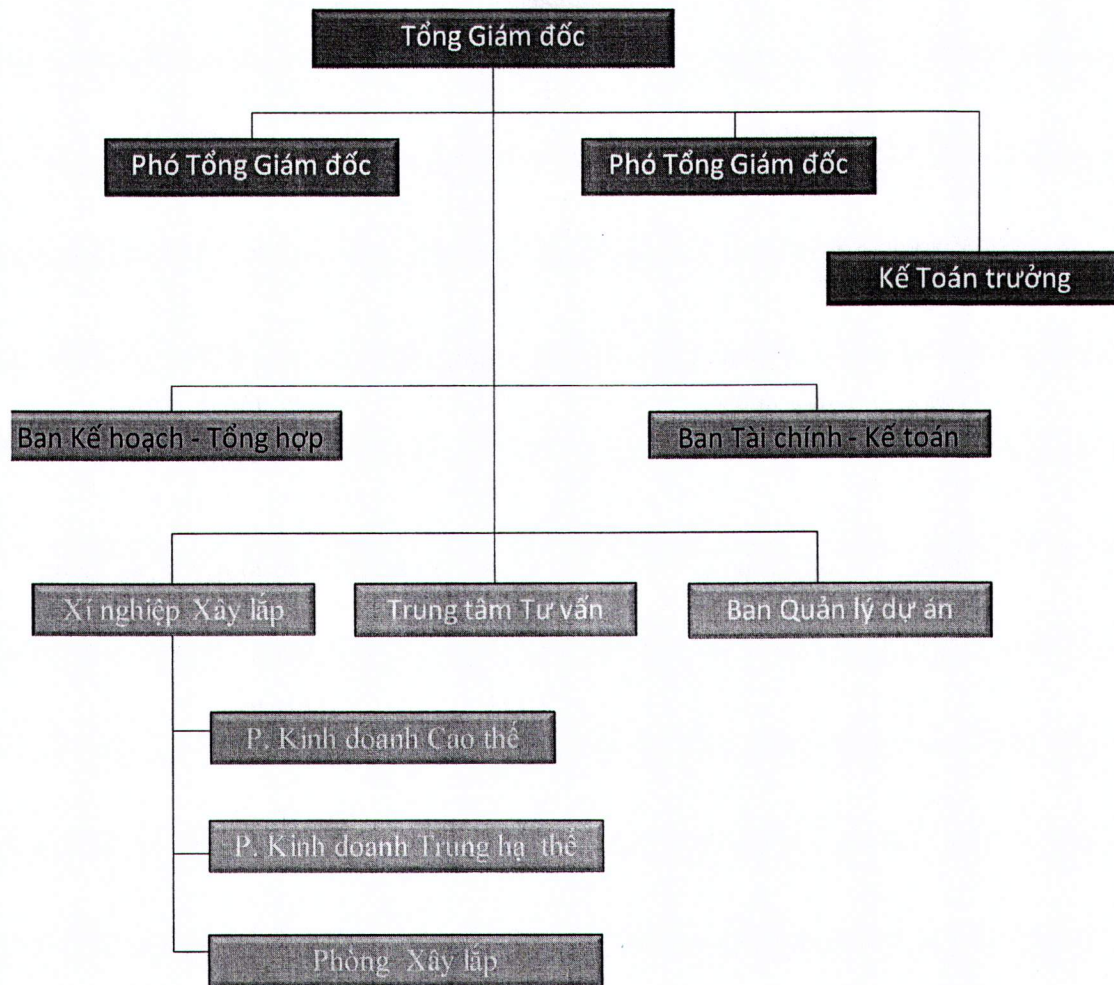 Tổng Giám đốc
Phó Tổng Giám đốc
Phó Tổng Giám đốc
Kế Toán trưởng
Ban Kế hoạch - Tổng hợp
Ban Tài chính - Kế toán
Xí nghiệp Xây lắp
Trung tâm Tư vấn
Ban Quản lý dự án
P. Kinh doanh Cao thế
P. Kinh doanh Trung hạ thế
Phòng Xây lắp